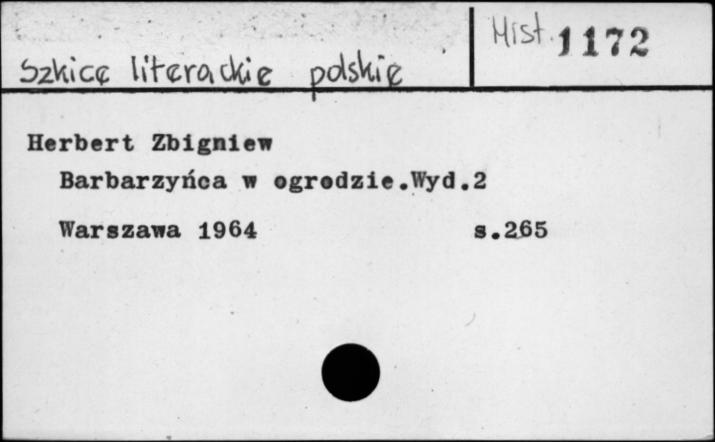 Szkice literackie polskie
Hist. 1172
Herbert Zbigniew
Barbarzyńca w ogrodzie.Wyd.2
Warszawa 1964 s.265